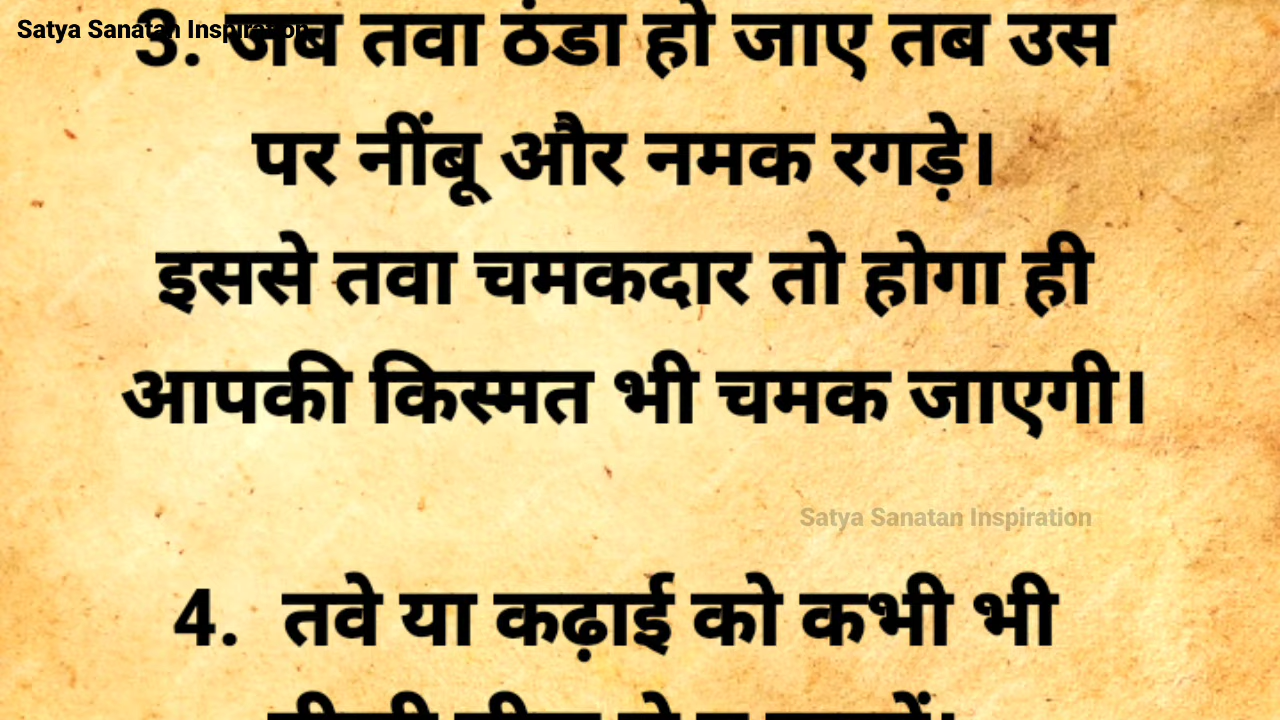 Satya Sanatan Inspiration
3. जब तवा ठंडा हो जाए तब उस
पर नींबू और नमक रगड़े।
इससे तवा चमकदार तो होगा ही
आपकी किस्मत भी चमक जाएगी।
Satya Sanatan Inspiration
4. तवे या कढ़ाई को कभी भी